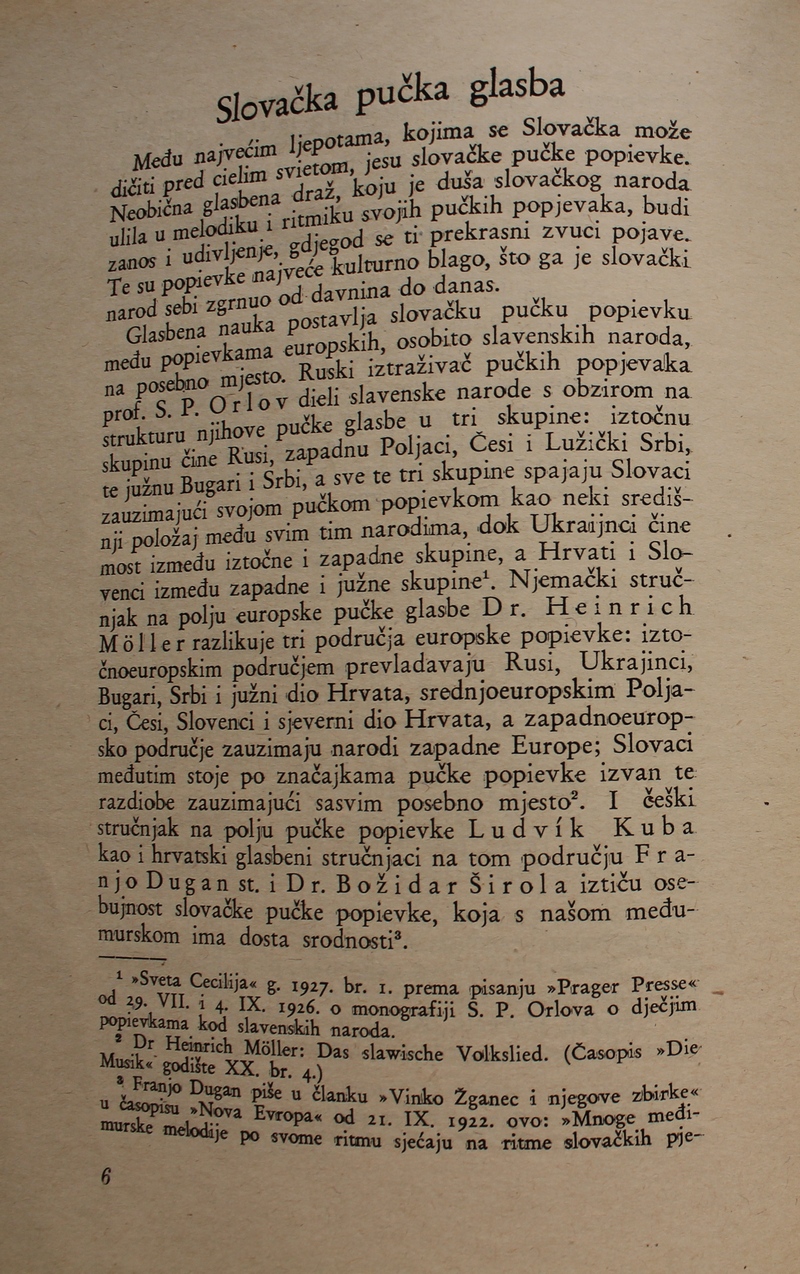 Slovačka pučka glasba
Među najvećim ljepotama, kojima se Slovačka može
dičiti pred cielim svietom, jesu slovačke pučke popievke.
Neobična glasbena draž, koju je duša slovačkog naroda
ulila u melodiku i ritmiku svojih pučkih popjevaka, budi
zanos i udivljenje, gdjegod se ti prekrasni zvuci pojave.
Te su popievke najveće kulturno blago, što ga je slovački
narod sebi zgrnuo od davnina do danas.
Glasbena nauka postavlja slovačku pučku popievku
među popievkama europskih, osobito slavenskih naroda,
na posebno mjesto. Ruski iztraživač pučkih popjevaka
prof. S. P. Orlov dieli slavenske narode s obzirom na
strukturu njihove pučke glasbe u tri skupine: iztočnu
skupinu čine Rusi, zapadnu Poljaci, Česi i Lužički Srbi,
te južnu Bugari i Srbi, a sve te tri skupine spajaju Slovaci
zauzimajući svojom pučkom popievkom kao neki središ-
nji položaj među svim tim narodima, dok Ukraijnci čine
most između iztočne i zapadne skupine, a Hrvati i Slo-
venci između zapadne i južne skupine¹. Njemački struč-
njak na polju europske pučke glasbe Dr. Heinrich
Möller razlikuje tri područja europske popievke: izto-
čnoeuropskim područjem prevladavaju Rusi, Ukrajinci,
Bugari, Srbi i južni dio Hrvata, srednjoeuropskim Polja-
ci, Česi, Slovenci i sjeverni dio Hrvata, a zapadnoeurop-
sko područje zauzimaju narodi zapadne Europe; Slovaci
međutim stoje po značajkama pučke popievke izvan te
razdiobe zauzimajući sasvim posebno mjesto². I češki
stručnjak na polju pučke popievke Ludvík Kuba
kao i hrvatski glasbeni stručnjaci na tom području Fra-
njo Dugan st. i Dr. Božidar Širola iztiču ose-
bujnost slovačke pučke popievke, koja s našom među-
murskom ima dosta srodnosti³.
¹ »Sveta Cecilija« g. 1927. br. 1. prema pisanju »Prager Presse«
od 29. VII. i 4. IX. 1926. o monografiji S. P. Orlova o dječjim
popievkama kod slavenskih naroda.
² Dr Heinrich Möller: Das slawische Volkslied. (Časopis »Die
Musik« godište XX. br. 4.)
³ Franjo Dugan piše u članku »Vinko Žganec i njegove zbirke«
u časopisu »Nova Evropa« od 21. IX. 1922. ovo: »Mnoge međi-
murske melodije po svome ritmu sjećaju na ritme slovačkih pje-
6